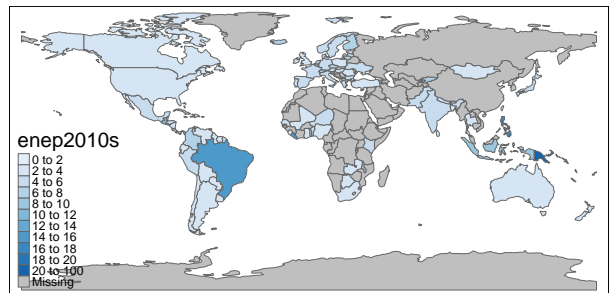 enep2010s
0 to 2
2 to 4
4 to 6
6 to 8
8 to 10
10 to 12
12 to 14
14 to 16
16 to 18
18 to 20
20 to 100
Missing